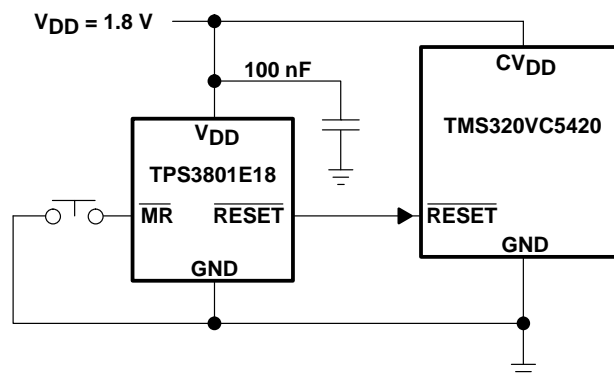 VDD = 1.8 V
100 nF
CVDD
TMS320VC5420
VDD
TPS3801E18
MR RESET
RESET
GND
GND